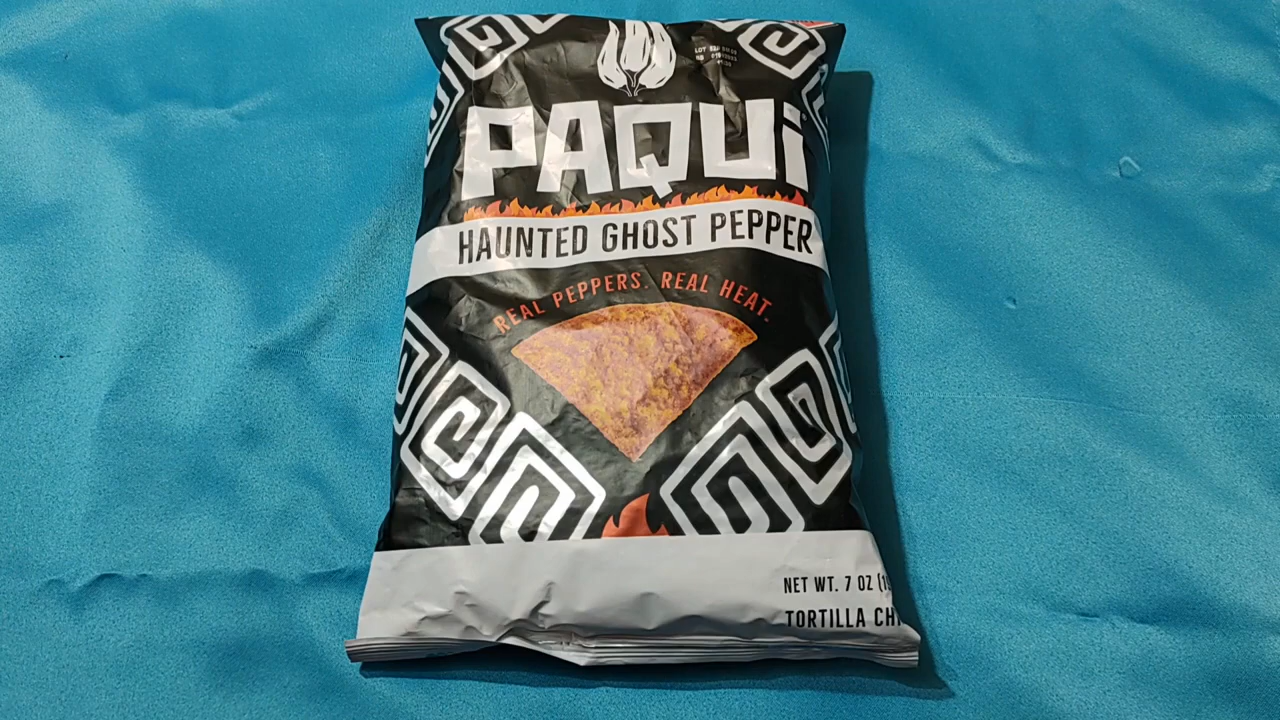 PAQUI
HAUNTED GHOST PEPPER
REAL PEPPERS. REAL HEAT.
NET WT. 7 OZ
TORTILLA